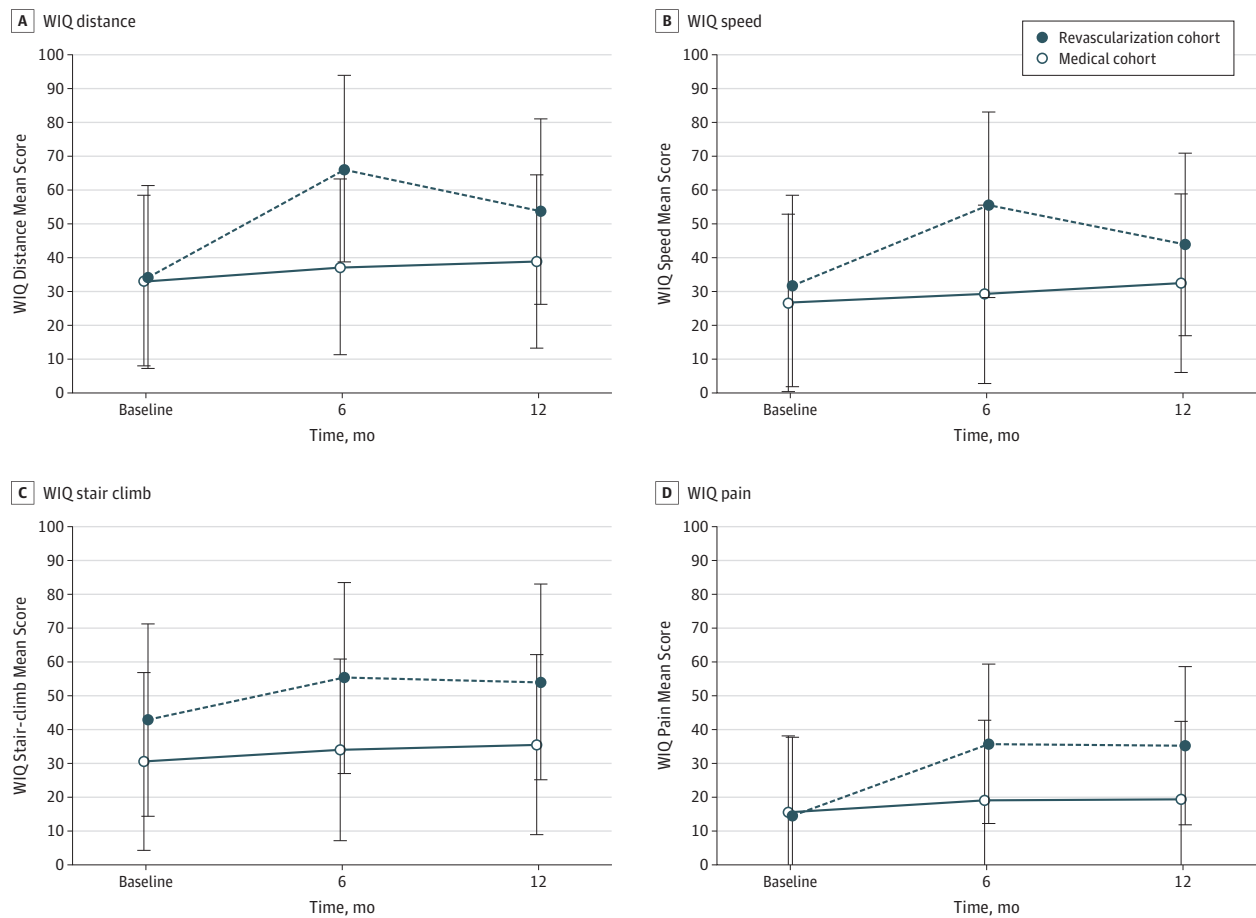 A WIQ distance
WIQ Distance Mean Score
100
90
80
70
60
50
40
30
20
10
0
Baseline
6
12
Time, mo
B WIQ speed
Revascularization cohort
Medical cohort
WIQ Speed Mean Score
100
90
80
70
60
50
40
30
20
10
0
Baseline
6
12
Time, mo
C WIQ stair climb
WIQ Stair-climb Mean Score
100
90
80
70
60
50
40
30
20
10
0
Baseline
6
12
Time, mo
D WIQ pain
WIQ Pain Mean Score
100
90
80
70
60
50
40
30
20
10
0
Baseline
6
12
Time, mo